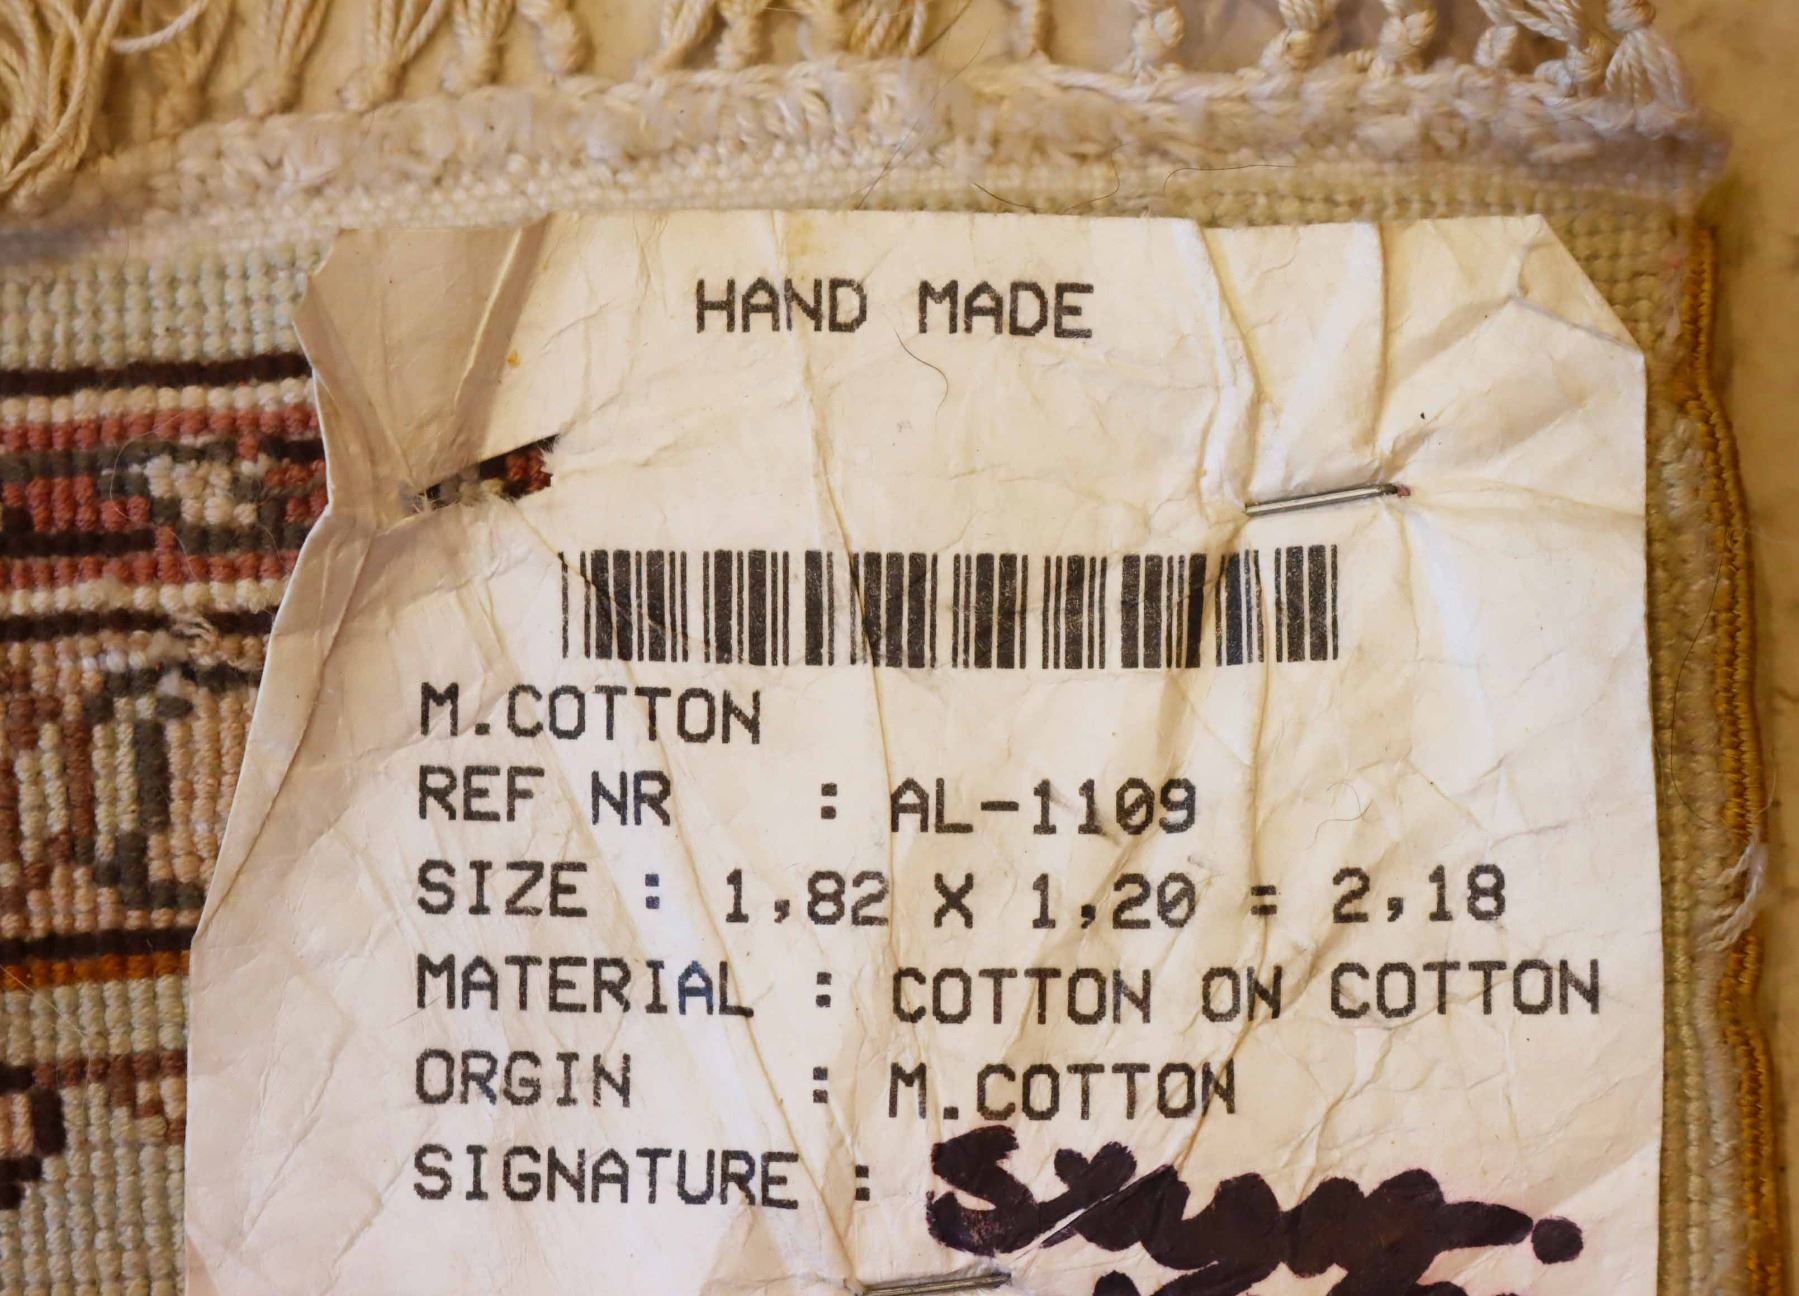 HAND MADE
M.COTTON
REF NR : AL-1109
SIZE : 1,82 X 1,20 = 2,18
MATERIAL : COTTON ON COTTON
ORGIN : M.COTTON
SIGNATURE :